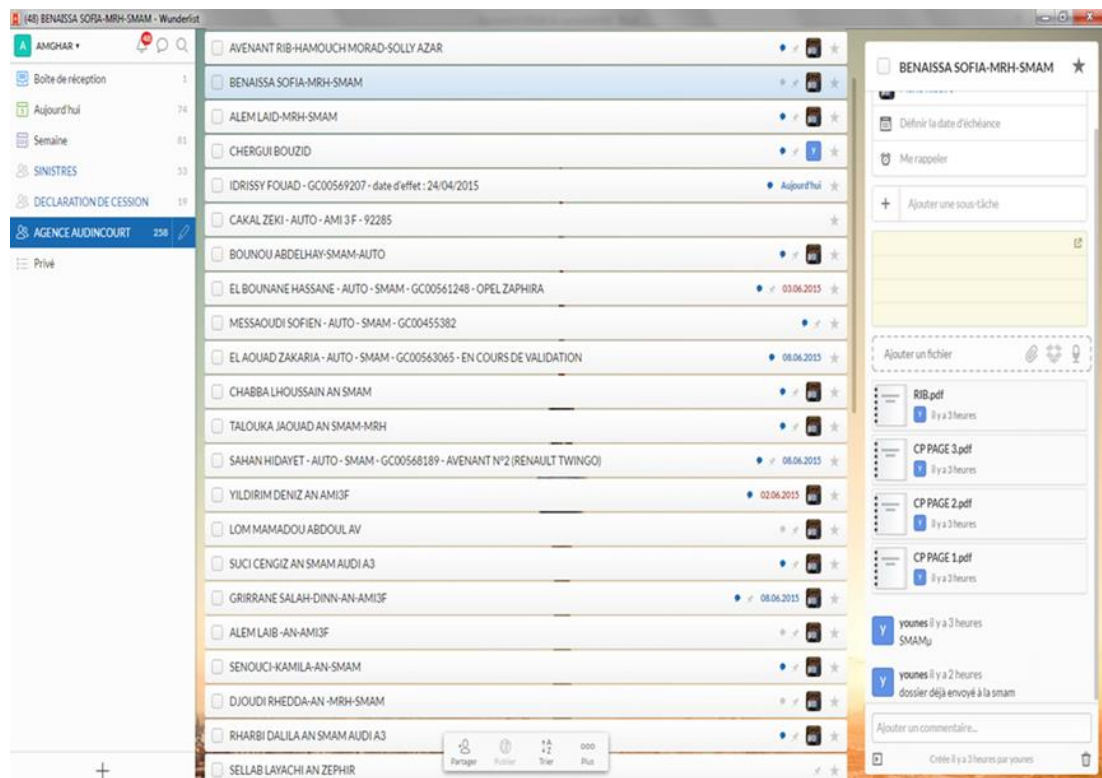 (48) BENAISSA SOFIA-MRH-SMAM - Wunderlist
AMGHAR
48
Boîte de réception 1
Aujourd'hui 74
Semaine 81
SINISTRES 53
DECLARATION DE CESSION 19
AGENCE AUDINCOURT 258
Privé
AVENANT RIB-HAMOUCH MORAD-SOLLY AZAR
BENAISSA SOFIA-MRH-SMAM
ALEM LAID-MRH-SMAM
CHERGUI BOUZID Y
IDRISSY FOUAD - GC00569207 - date d'effet : 24/04/2015 Aujourd'hui
CAKAL ZEKI - AUTO - AMI 3 F - 92285
BOUNOU ABDELHAY-SMAM-AUTO
EL BOUNANE HASSANE - AUTO - SMAM - GC00561248 - OPEL ZAPHIRA 03.06.2015
MESSAOUDI SOFIEN - AUTO - SMAM - GC00455382
EL AOUAD ZAKARIA - AUTO - SMAM - GC00563065 - EN COURS DE VALIDATION 08.06.2015
CHABBA LHOUSSAIN AN SMAM
TALOUKA JAOUAD AN SMAM-MRH
SAHAN HIDAYET - AUTO - SMAM - GC00568189 - AVENANT N°2 (RENAULT TWINGO) 08.06.2015
YILDIRIM DENIZ AN AMI3F 02.06.2015
LOM MAMADOU ABDOUL AV
SUCI CENGIZ AN SMAM AUDI A3
GRIRRANE SALAH-DINN-AN-AMI3F 08.06.2015
ALEM LAIB -AN-AMI3F
SENOUCI-KAMILA-AN-SMAM
DJOUDI RHEDDA-AN -MRH-SMAM
RHARBI DALILA AN SMAM AUDI A3
SELLAB LAYACHI AN ZEPHIR
Partager Publier Trier Plus
BENAISSA SOFIA-MRH-SMAM
Définir la date d'échéance
Me rappeler
Ajouter une sous-tâche
Ajouter un fichier
RIB.pdf
Y il y a 3 heures
CP PAGE 3.pdf
Y il y a 3 heures
CP PAGE 2.pdf
Y il y a 3 heures
CP PAGE 1.pdf
Y il y a 3 heures
younes il y a 3 heures
SMAMµ
younes il y a 2 heures
dossier déjà envoyé à la smam
Ajouter un commentaire...
Créée il y a 3 heures par younes